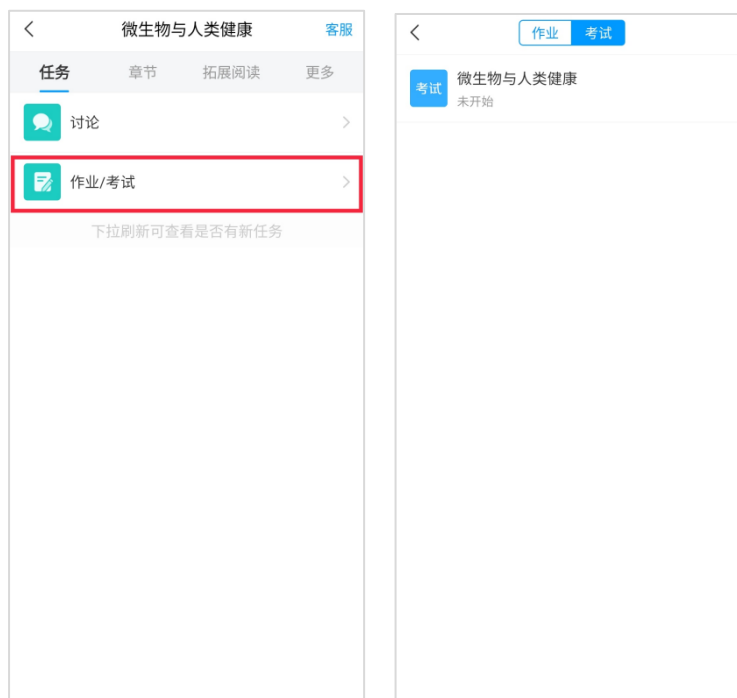 微生物与人类健康 客服
任务 章节 拓展阅读 更多
讨论
作业/考试
下拉刷新可查看是否有新任务
作业 考试
考试 微生物与人类健康
未开始